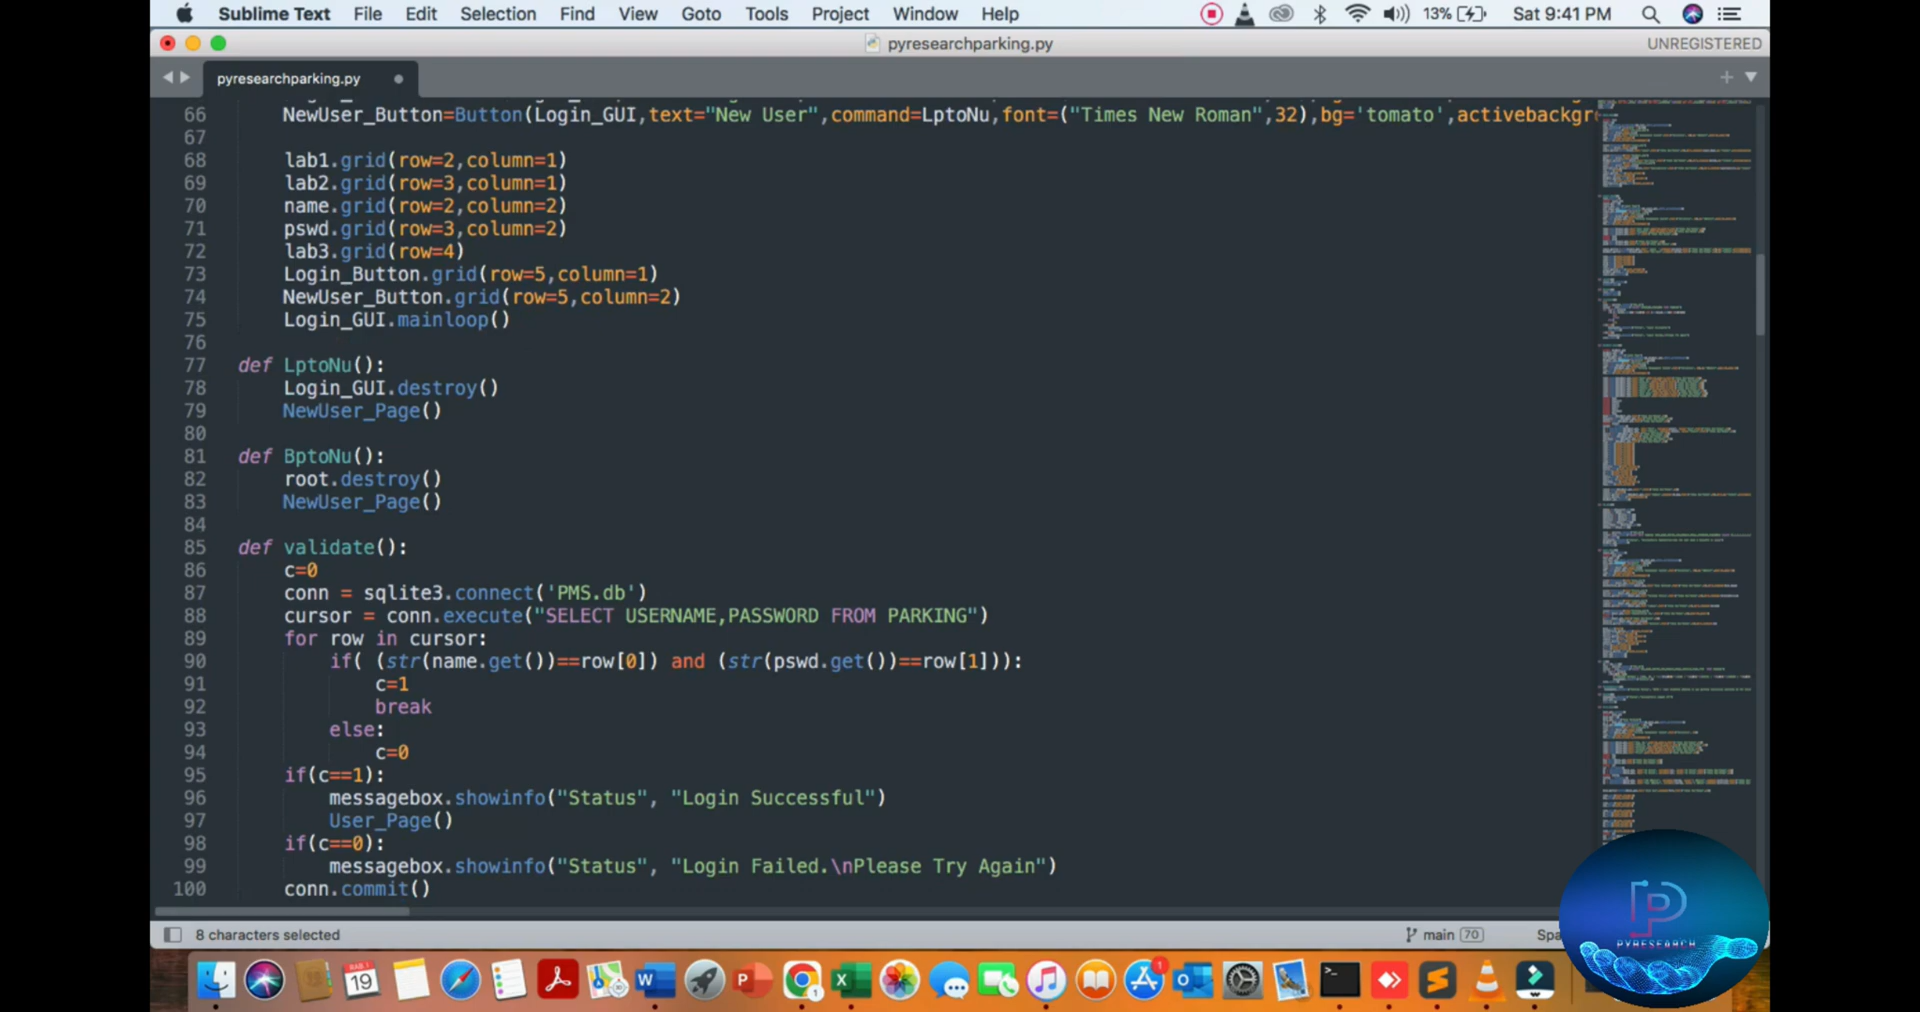 Sublime Text File Edit Selection Find View Goto Tools Project Window Help 13% Sat 9:41 PM
pyresearchparking.py UNREGISTERED
pyresearchparking.py
66 NewUser_Button=Button(Login_GUI,text="New User",command=LptoNu,font=("Times New Roman",32),bg='tomato',activebackgr
67
68 lab1.grid(row=2,column=1)
69 lab2.grid(row=3,column=1)
70 name.grid(row=2,column=2)
71 pswd.grid(row=3,column=2)
72 lab3.grid(row=4)
73 Login_Button.grid(row=5,column=1)
74 NewUser_Button.grid(row=5,column=2)
75 Login_GUI.mainloop()
76
77 def LptoNu():
78 Login_GUI.destroy()
79 NewUser_Page()
80
81 def BptoNu():
82 root.destroy()
83 NewUser_Page()
84
85 def validate():
86 c=0
87 conn = sqlite3.connect('PMS.db')
88 cursor = conn.execute("SELECT USERNAME,PASSWORD FROM PARKING")
89 for row in cursor:
90 if( (str(name.get())==row[0]) and (str(pswd.get())==row[1])):
91 c=1
92 break
93 else:
94 c=0
95 if(c==1):
96 messagebox.showinfo("Status", "Login Successful")
97 User_Page()
98 if(c==0):
99 messagebox.showinfo("Status", "Login Failed.\nPlease Try Again")
100 conn.commit()
8 characters selected main 70 Spa
PYRESEARCH
19